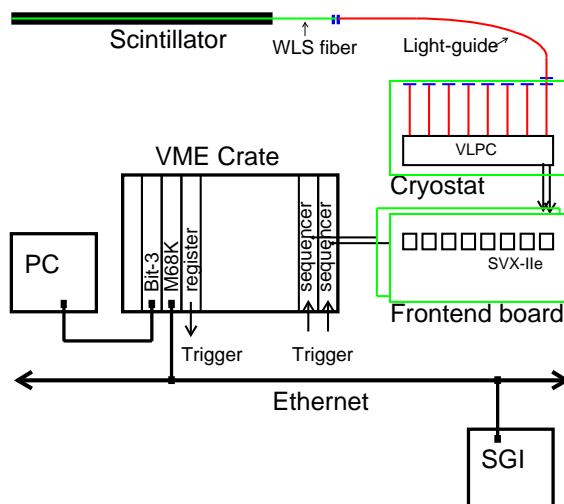 Scintillator
WLS fiber
Light-guide
VLPC
Cryostat
VME Crate
PC
Bit-3
M68K
register
sequencer
sequencer
SVX-IIe
Frontend board
Trigger
Trigger
Ethernet
SGI